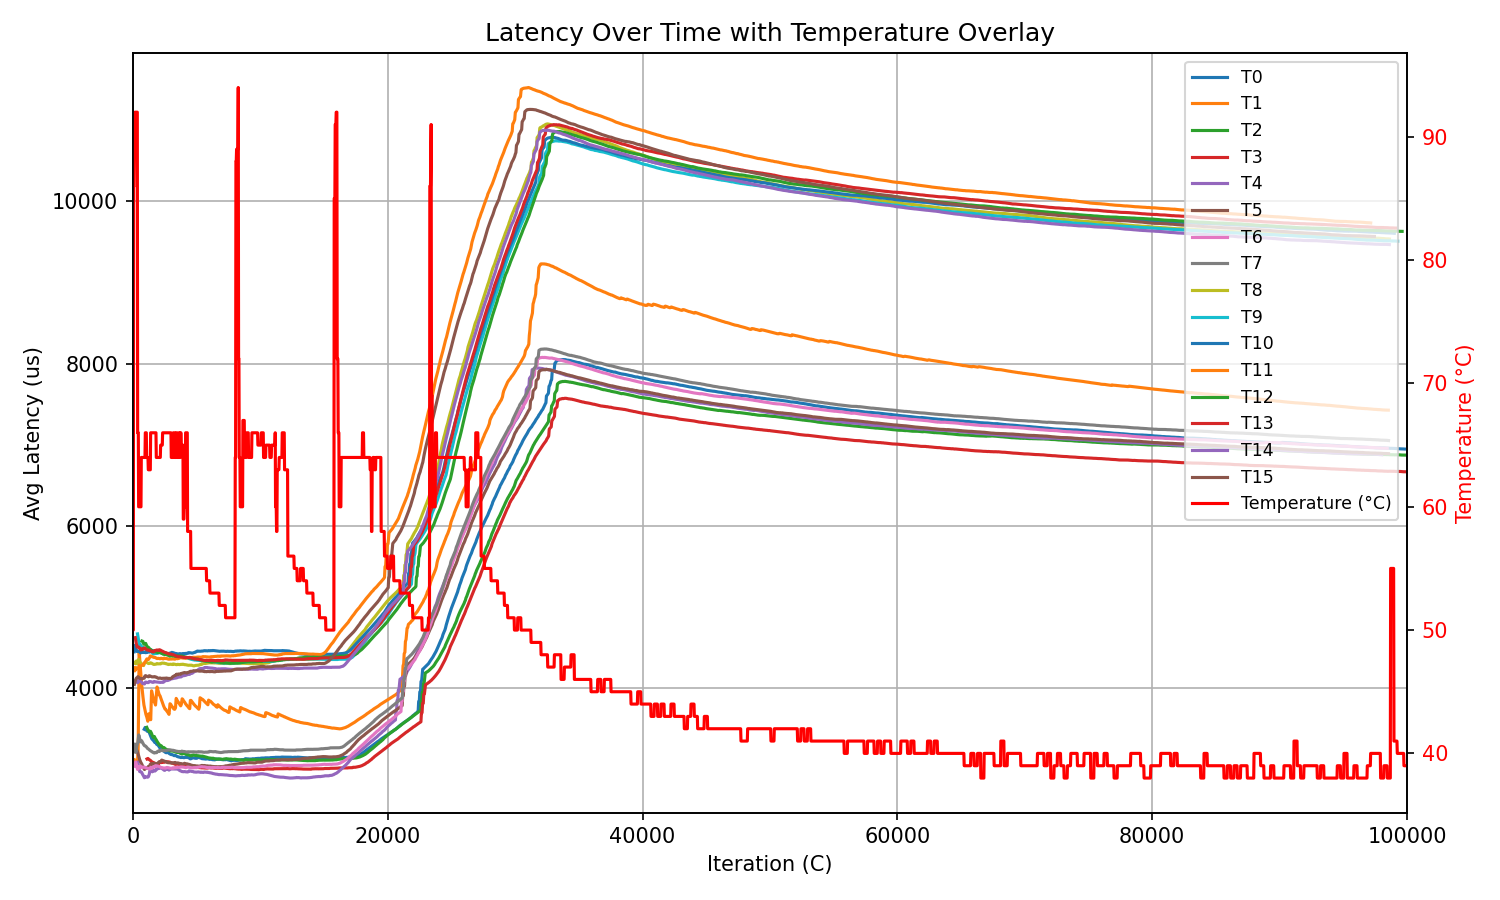 Latency Over Time with Temperature Overlay
Avg Latency (us)
10000
8000
6000
4000
0
20000
40000
60000
80000
100000
Iteration (C)
90
80
70
60
50
40
Temperature (°C)
T0
T1
T2
T3
T4
T5
T6
T7
T8
T9
T10
T11
T12
T13
T14
T15
Temperature (°C)